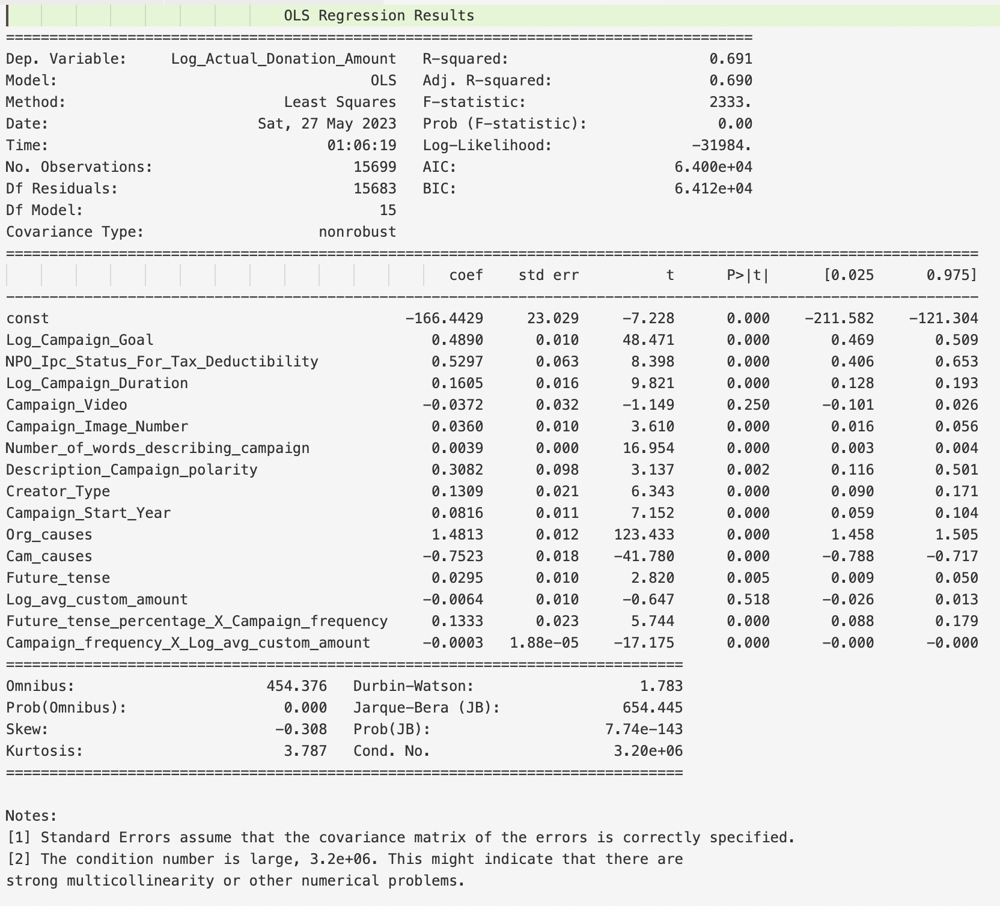 OLS Regression Results
==============================================================================
Dep. Variable: Log_Actual_Donation_Amount R-squared: 0.691
Model: OLS Adj. R-squared: 0.690
Method: Least Squares F-statistic: 2333.
Date: Sat, 27 May 2023 Prob (F-statistic): 0.00
Time: 01:06:19 Log-Likelihood: -31984.
No. Observations: 15699 AIC: 6.400e+04
Df Residuals: 15683 BIC: 6.412e+04
Df Model: 15
Covariance Type: nonrobust
==============================================================================
coef std err t P>|t| [0.025 0.975]
------------------------------------------------------------------------------
const -166.4429 23.029 -7.228 0.000 -211.582 -121.304
Log_Campaign_Goal 0.4890 0.010 48.471 0.000 0.469 0.509
NPO_Ipc_Status_For_Tax_Deductibility 0.5297 0.063 8.398 0.000 0.406 0.653
Log_Campaign_Duration 0.1605 0.016 9.821 0.000 0.128 0.193
Campaign_Video -0.0372 0.032 -1.149 0.250 -0.101 0.026
Campaign_Image_Number 0.0360 0.010 3.610 0.000 0.016 0.056
Number_of_words_describing_campaign 0.0039 0.000 16.954 0.000 0.003 0.004
Description_Campaign_polarity 0.3082 0.098 3.137 0.002 0.116 0.501
Creator_Type 0.1309 0.021 6.343 0.000 0.090 0.171
Campaign_Start_Year 0.0816 0.011 7.152 0.000 0.059 0.104
Org_causes 1.4813 0.012 123.433 0.000 1.458 1.505
Cam_causes -0.7523 0.018 -41.780 0.000 -0.788 -0.717
Future_tense 0.0295 0.010 2.820 0.005 0.009 0.050
Log_avg_custom_amount -0.0064 0.010 -0.647 0.518 -0.026 0.013
Future_tense_percentage_X_Campaign_frequency 0.1333 0.023 5.744 0.000 0.088 0.179
Campaign_frequency_X_Log_avg_custom_amount -0.0003 1.88e-05 -17.175 0.000 -0.000 -0.000
==============================================================================
Omnibus: 454.376 Durbin-Watson: 1.783
Prob(Omnibus): 0.000 Jarque-Bera (JB): 654.445
Skew: -0.308 Prob(JB): 7.74e-143
Kurtosis: 3.787 Cond. No. 3.20e+06
==============================================================================
Notes:
[1] Standard Errors assume that the covariance matrix of the errors is correctly specified.
[2] The condition number is large, 3.2e+06. This might indicate that there are
strong multicollinearity or other numerical problems.